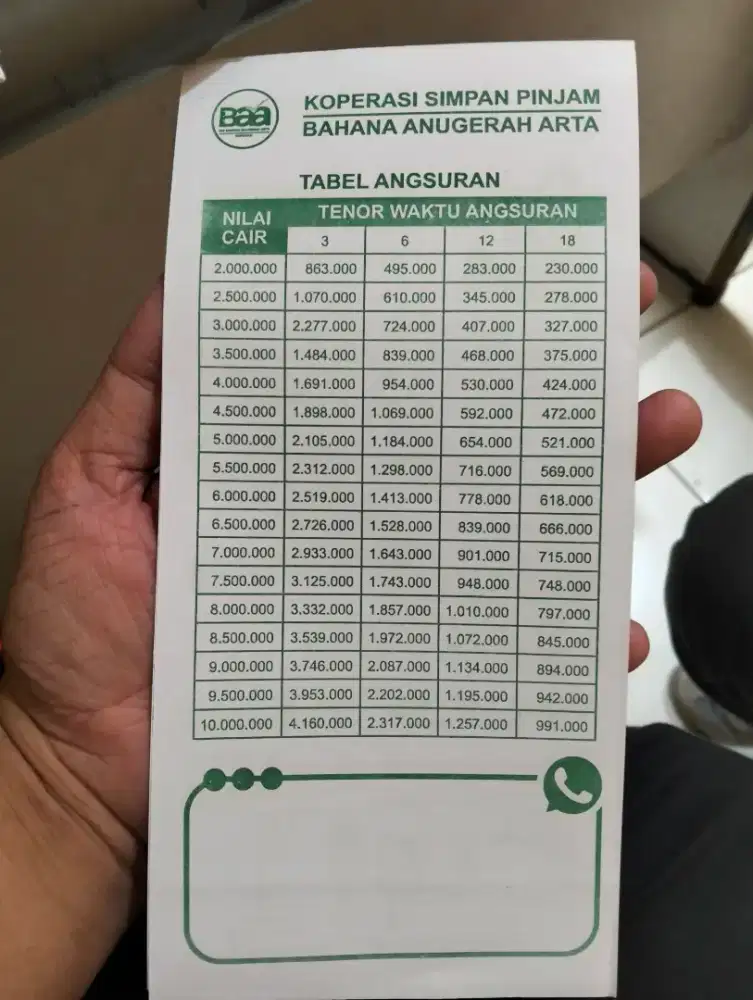 Baa
KOPERASI SIMPAN PINJAM
BAHANA ANUGERAH ARTA
TABEL ANGSURAN
NILAI CAIR TENOR WAKTU ANGSURAN
3 6 12 18
2.000.000 863.000 495.000 283.000 230.000
2.500.000 1.070.000 610.000 345.000 278.000
3.000.000 2.277.000 724.000 407.000 327.000
3.500.000 1.484.000 839.000 468.000 375.000
4.000.000 1.691.000 954.000 530.000 424.000
4.500.000 1.898.000 1.069.000 592.000 472.000
5.000.000 2.105.000 1.184.000 654.000 521.000
5.500.000 2.312.000 1.298.000 716.000 569.000
6.000.000 2.519.000 1.413.000 778.000 618.000
6.500.000 2.726.000 1.528.000 839.000 666.000
7.000.000 2.933.000 1.643.000 901.000 715.000
7.500.000 3.125.000 1.743.000 948.000 748.000
8.000.000 3.332.000 1.857.000 1.010.000 797.000
8.500.000 3.539.000 1.972.000 1.072.000 845.000
9.000.000 3.746.000 2.087.000 1.134.000 894.000
9.500.000 3.953.000 2.202.000 1.195.000 942.000
10.000.000 4.160.000 2.317.000 1.257.000 991.000